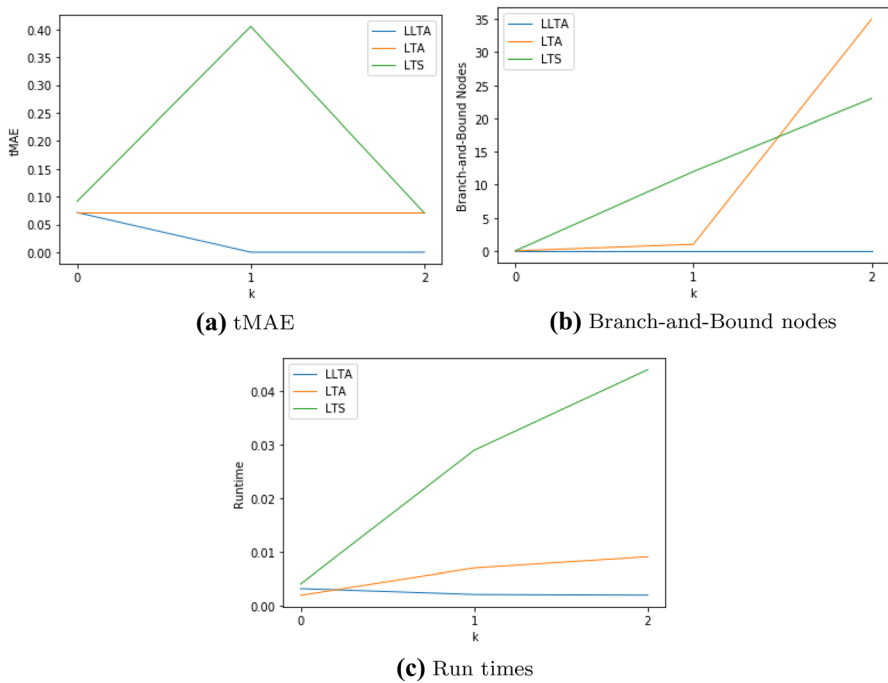 LLTA
LTA
LTS
0.40
0.35
0.30
0.25
0.20
0.15
0.10
0.05
0.00
tMAE
0 1 2
k
(a) tMAE
LLTA
LTA
LTS
35
30
25
20
15
10
5
0
Branch-and-Bound Nodes
0 1 2
k
(b) Branch-and-Bound nodes
LLTA
LTA
LTS
0.04
0.03
0.02
0.01
0.00
Runtime
0 1 2
k
(c) Run times